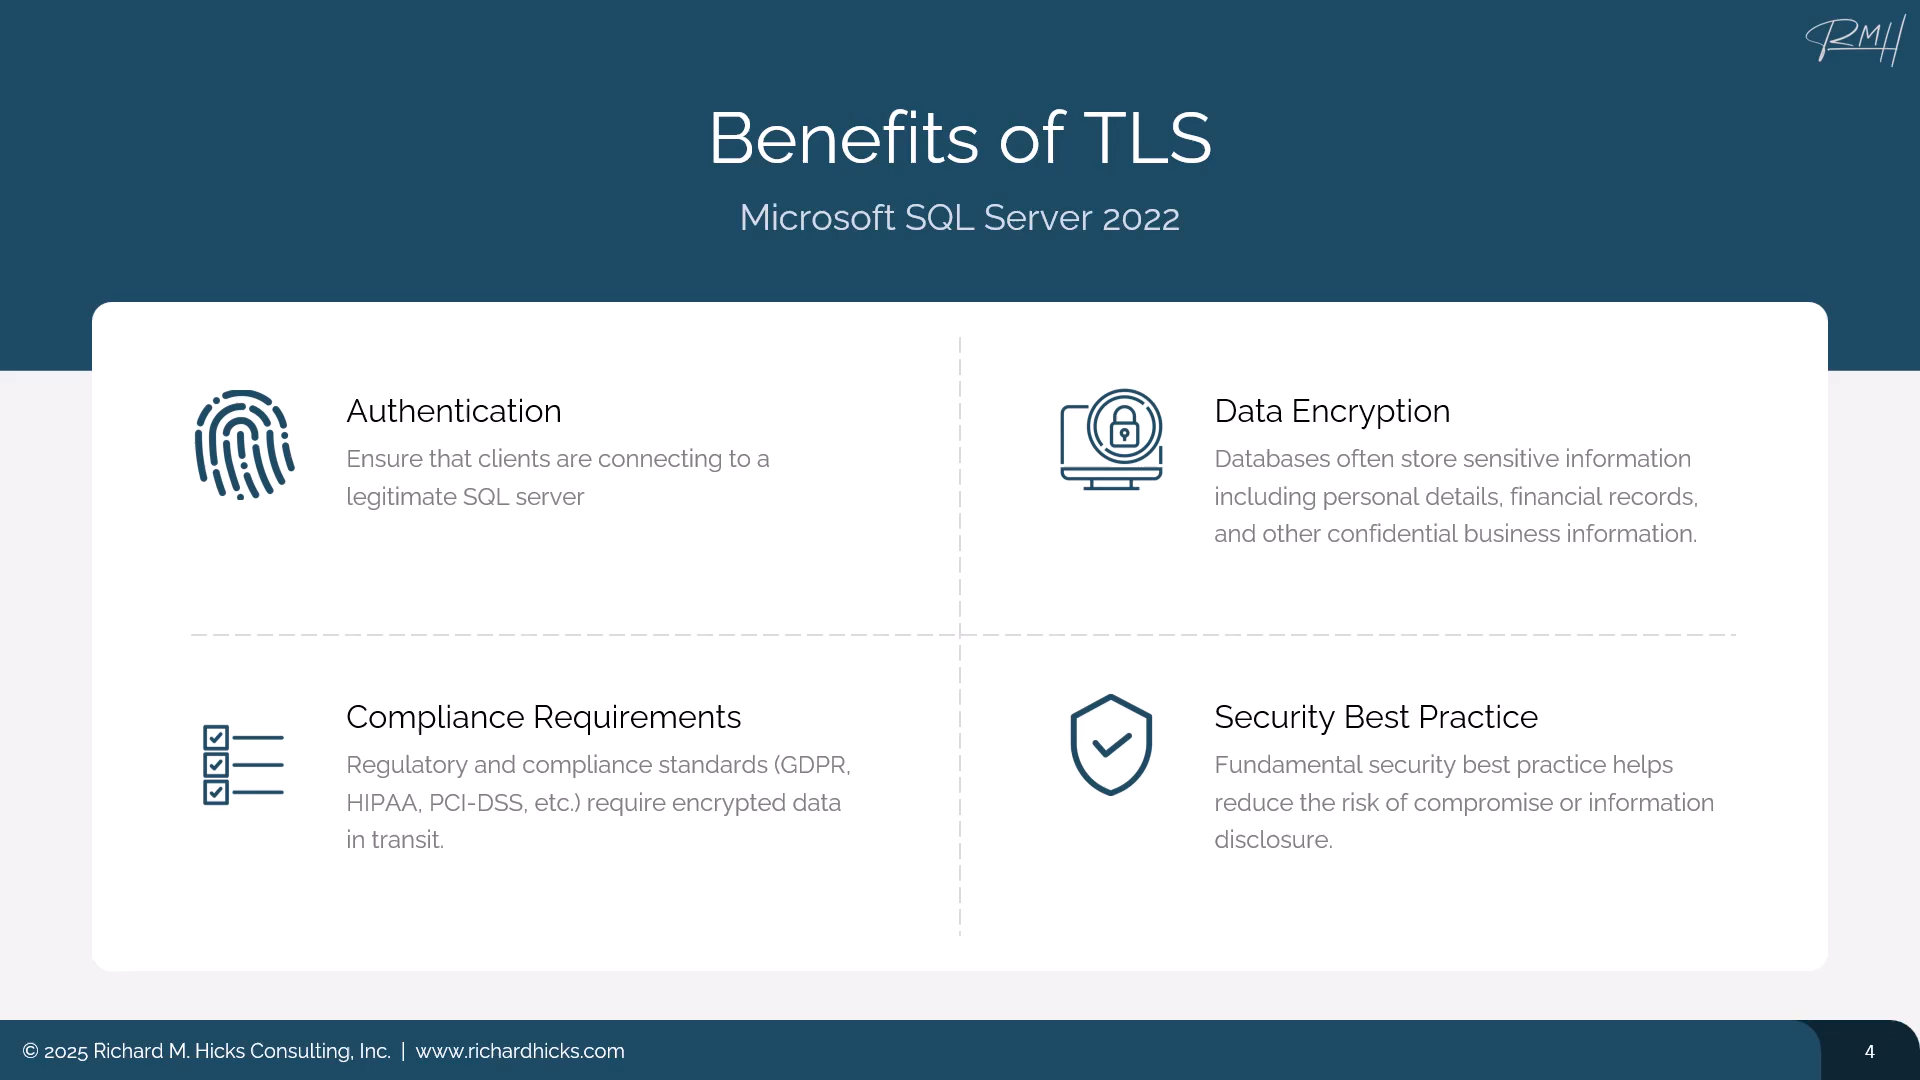 RMH
Benefits of TLS
Microsoft SQL Server 2022
Authentication
Ensure that clients are connecting to a
legitimate SQL server
Data Encryption
Databases often store sensitive information
including personal details, financial records,
and other confidential business information.
Compliance Requirements
Regulatory and compliance standards (GDPR,
HIPAA, PCI-DSS, etc.) require encrypted data
in transit.
Security Best Practice
Fundamental security best practice helps
reduce the risk of compromise or information
disclosure.
© 2025 Richard M. Hicks Consulting, Inc. | www.richardhicks.com
4